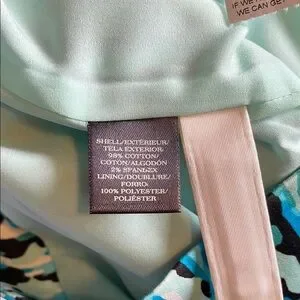 IF WE
WE CAN GET
SHELL/EXTÉRIEUR/
TELA EXTERIOR:
98% COTTON/
COTON/ALGODÓN
2% SPANDEX
LINING/DOUBLURE/
FORRO:
100% POLYESTER/
POLIÉSTER